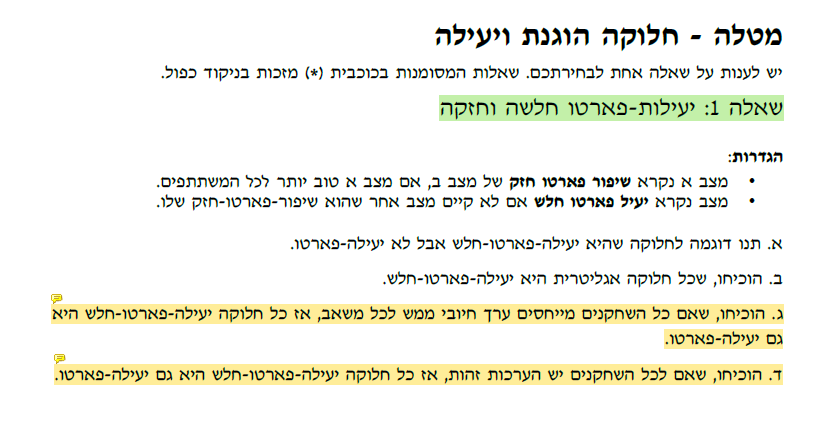 מטלה - חלוקה הוגנת ויעילה
יש לענות על שאלה אחת לבחירתכם. שאלות המסומנות בכוכבית (*) מזכות בניקוד כפול.
שאלה 1: יעילות-פארטו חלשה וחזקה
הגדרות:
• מצב א נקרא שיפור פארטו חזק של מצב ב, אם מצב א טוב יותר לכל המשתתפים.
• מצב נקרא יעיל פארטו חלש אם לא קיים מצב אחר שהוא שיפור-פארטו-חזק שלו.
א. תנו דוגמה לחלוקה שהיא יעילה-פארטו-חלש אבל לא יעילה-פארטו.
ב. הוכיחו, שכל חלוקה אגליטרית היא יעילה-פארטו-חלש.
ג. הוכיחו, שאם כל השחקנים מייחסים ערך חיובי ממש לכל משאב, אז כל חלוקה יעילה-פארטו-חלש היא
גם יעילה-פארטו.
ד. הוכיחו, שאם לכל השחקנים יש הערכות זהות, אז כל חלוקה יעילה-פארטו-חלש היא גם יעילה-פארטו.